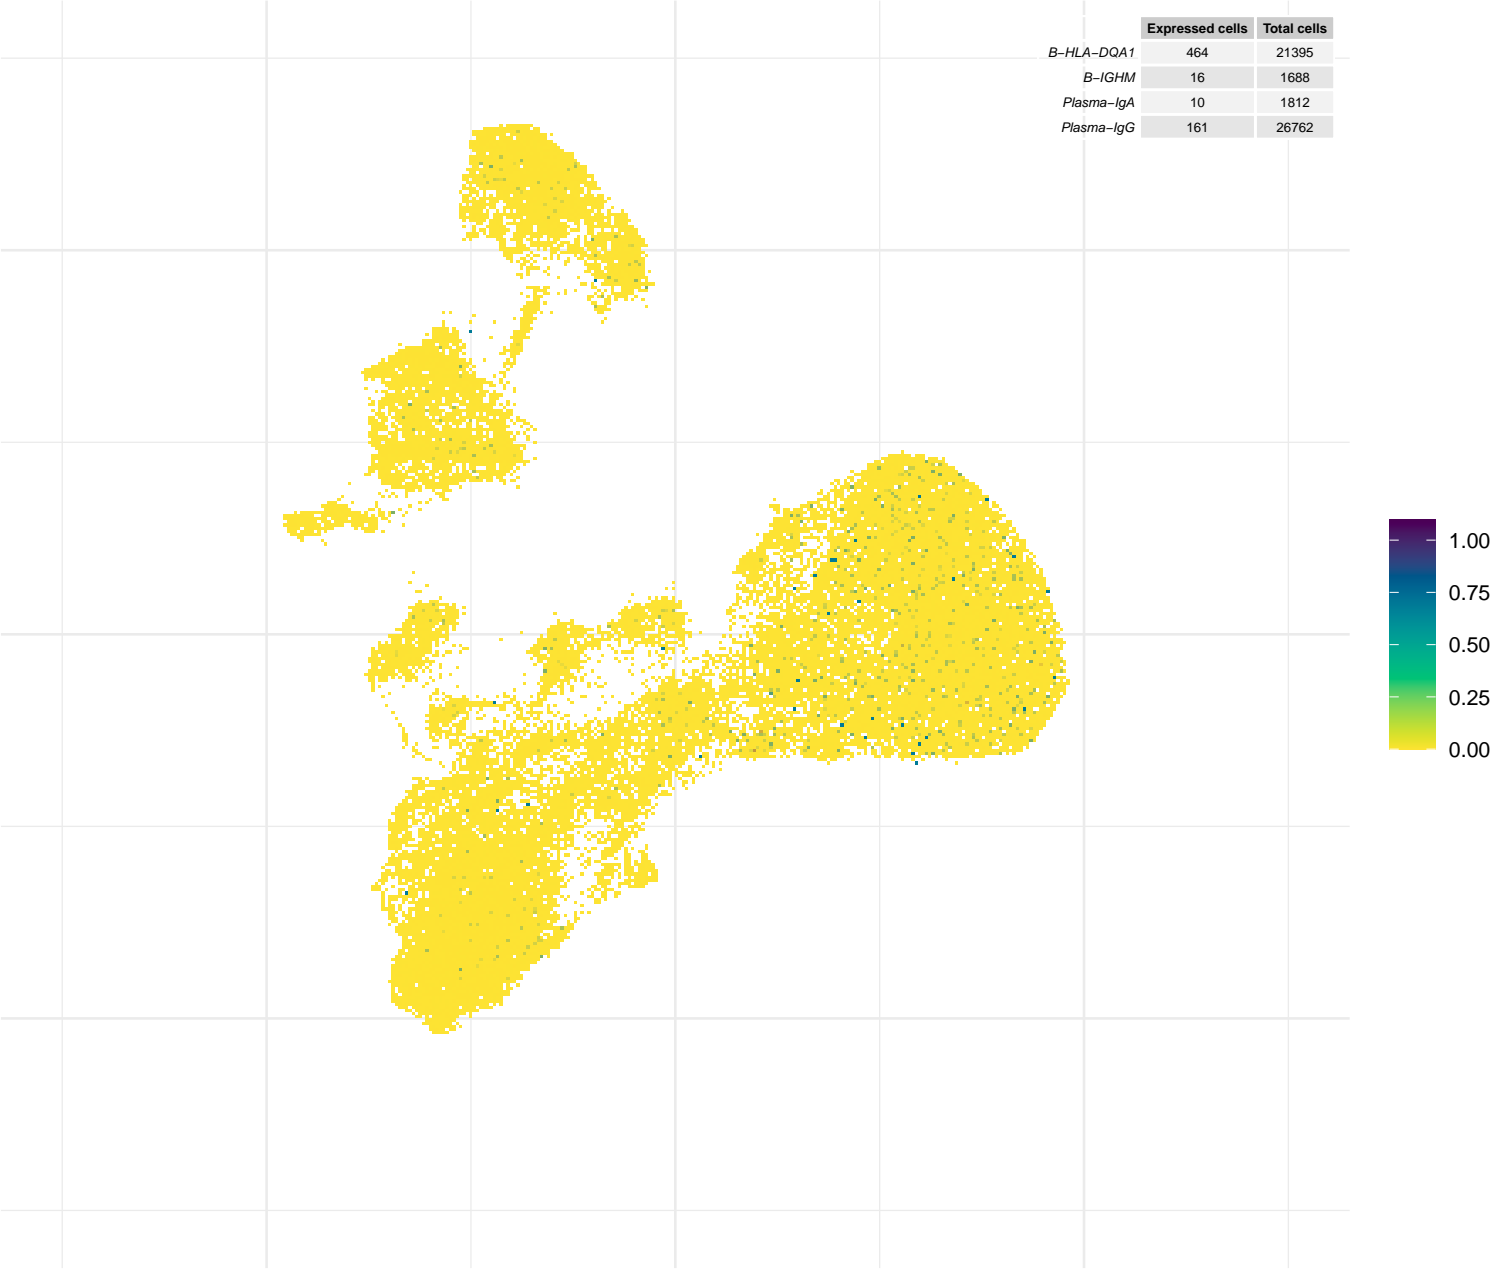 Expressed cells Total cells
B−HLA−DQA1 464 21395
B−IGHM 16 1688
Plasma−IgA 10 1812
Plasma−IgG 161 26762
1.00
0.75
0.50
0.25
0.00